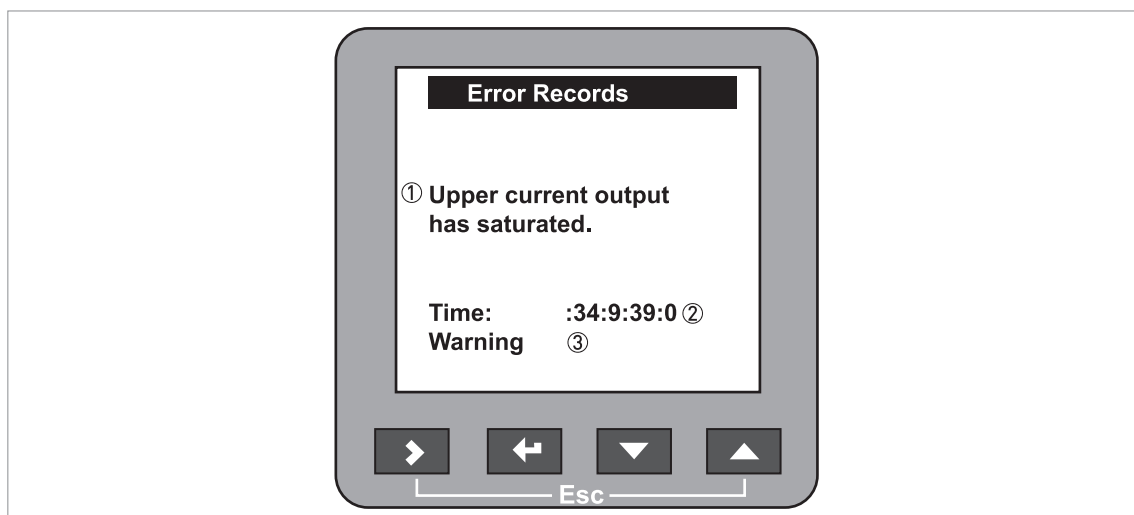 Error Records
① Upper current output
has saturated.
Time: :34:9:39:0 ②
Warning ③
Esc